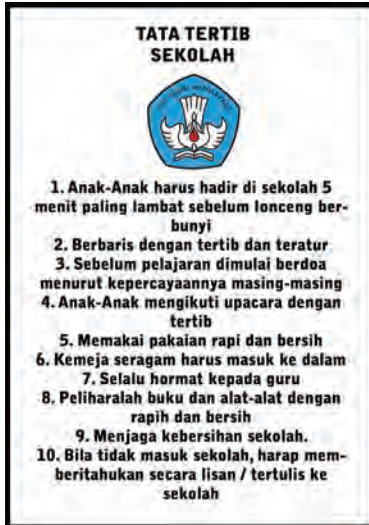 TATA TERTIB
SEKOLAH
TUT WURI HANDAYANI
1. Anak-Anak harus hadir di sekolah 5
menit paling lambat sebelum lonceng ber-
bunyi
2. Berbaris dengan tertib dan teratur
3. Sebelum pelajaran dimulai berdoa
menurut kepercayaannya masing-masing
4. Anak-Anak mengikuti upacara dengan
tertib
5. Memakai pakaian rapi dan bersih
6. Kemeja seragam harus masuk ke dalam
7. Selalu hormat kepada guru
8. Peliharalah buku dan alat-alat dengan
rapih dan bersih
9. Menjaga kebersihan sekolah.
10. Bila tidak masuk sekolah, harap mem-
beritahukan secara lisan / tertulis ke
sekolah